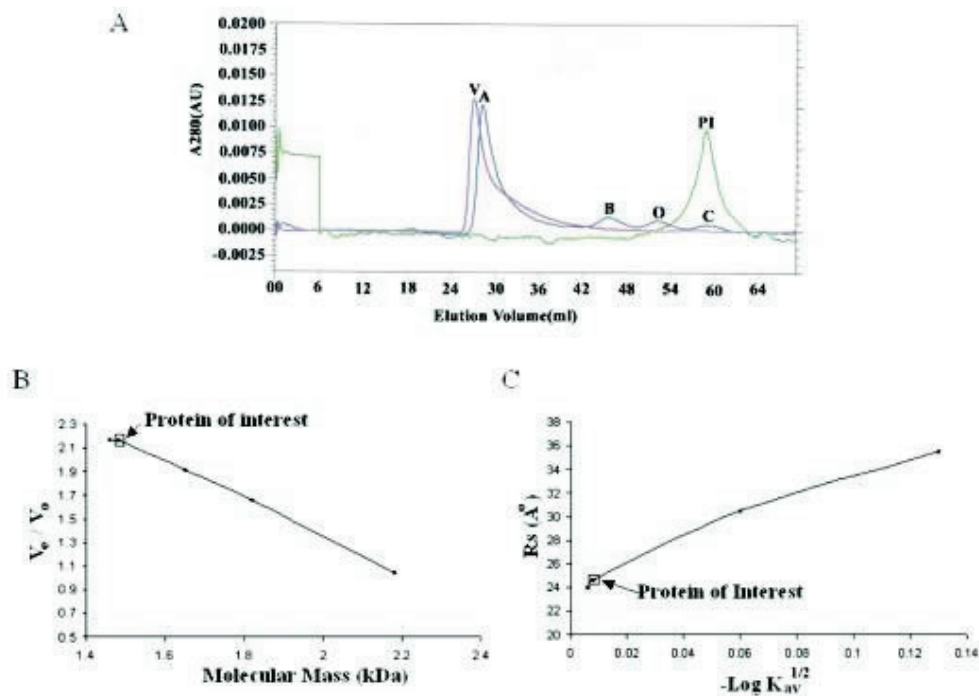 A
0.0200
0.0175
0.0150
0.0125
0.0100
0.0075
0.0050
0.0025
0.0000
-0.0025
A280(AU)
V A
B
O
C
PI
00 6 12 18 24 30 36 42 48 54 60 64
Elution Volume(ml)
B
Protein of interest
2.3
2.1
1.9
1.7
1.5
1.3
1.1
0.9
0.7
0.5
Ve / Vo
1.4 1.6 1.8 2 2.2 2.4
Molecular Mass (kDa)
C
38
36
34
32
30
28
26
24
22
20
Rs (A°)
Protein of Interest
0 0.02 0.04 0.06 0.08 0.1 0.12 0.14
-Log Kav1/2